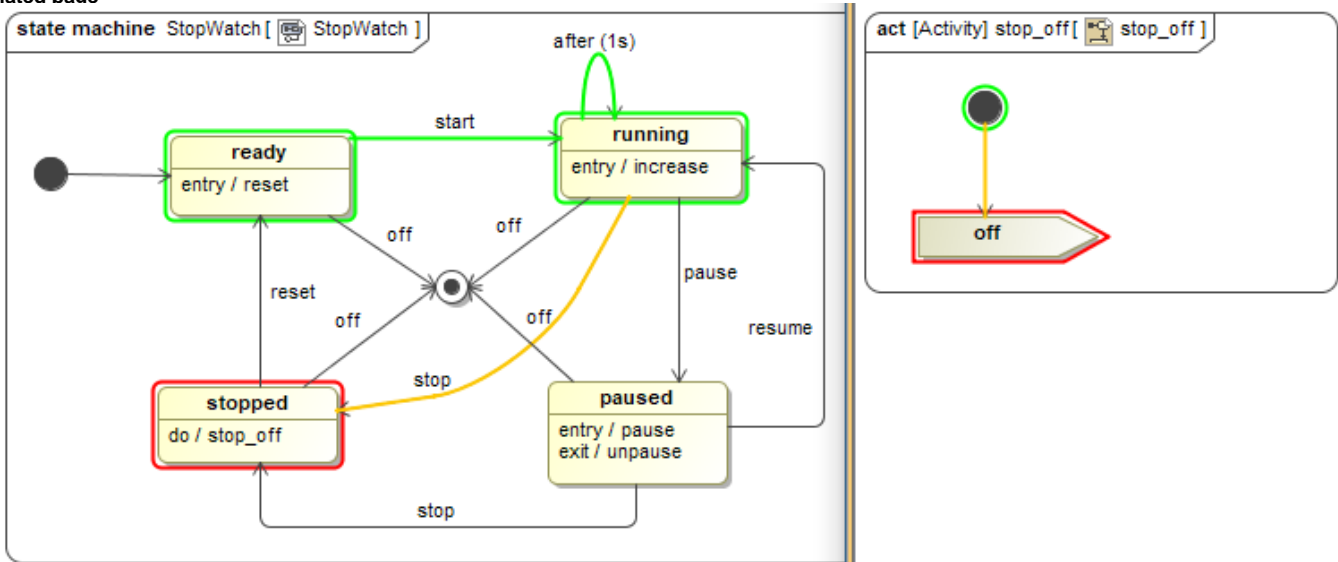 state machine StopWatch [ StopWatch ]
after (1s)
start
ready
entry / reset
running
entry / increase
off
off
pause
reset
off
off
resume
stop
stopped
do / stop_off
paused
entry / pause
exit / unpause
stop
act [Activity] stop_off [ stop_off ]
off